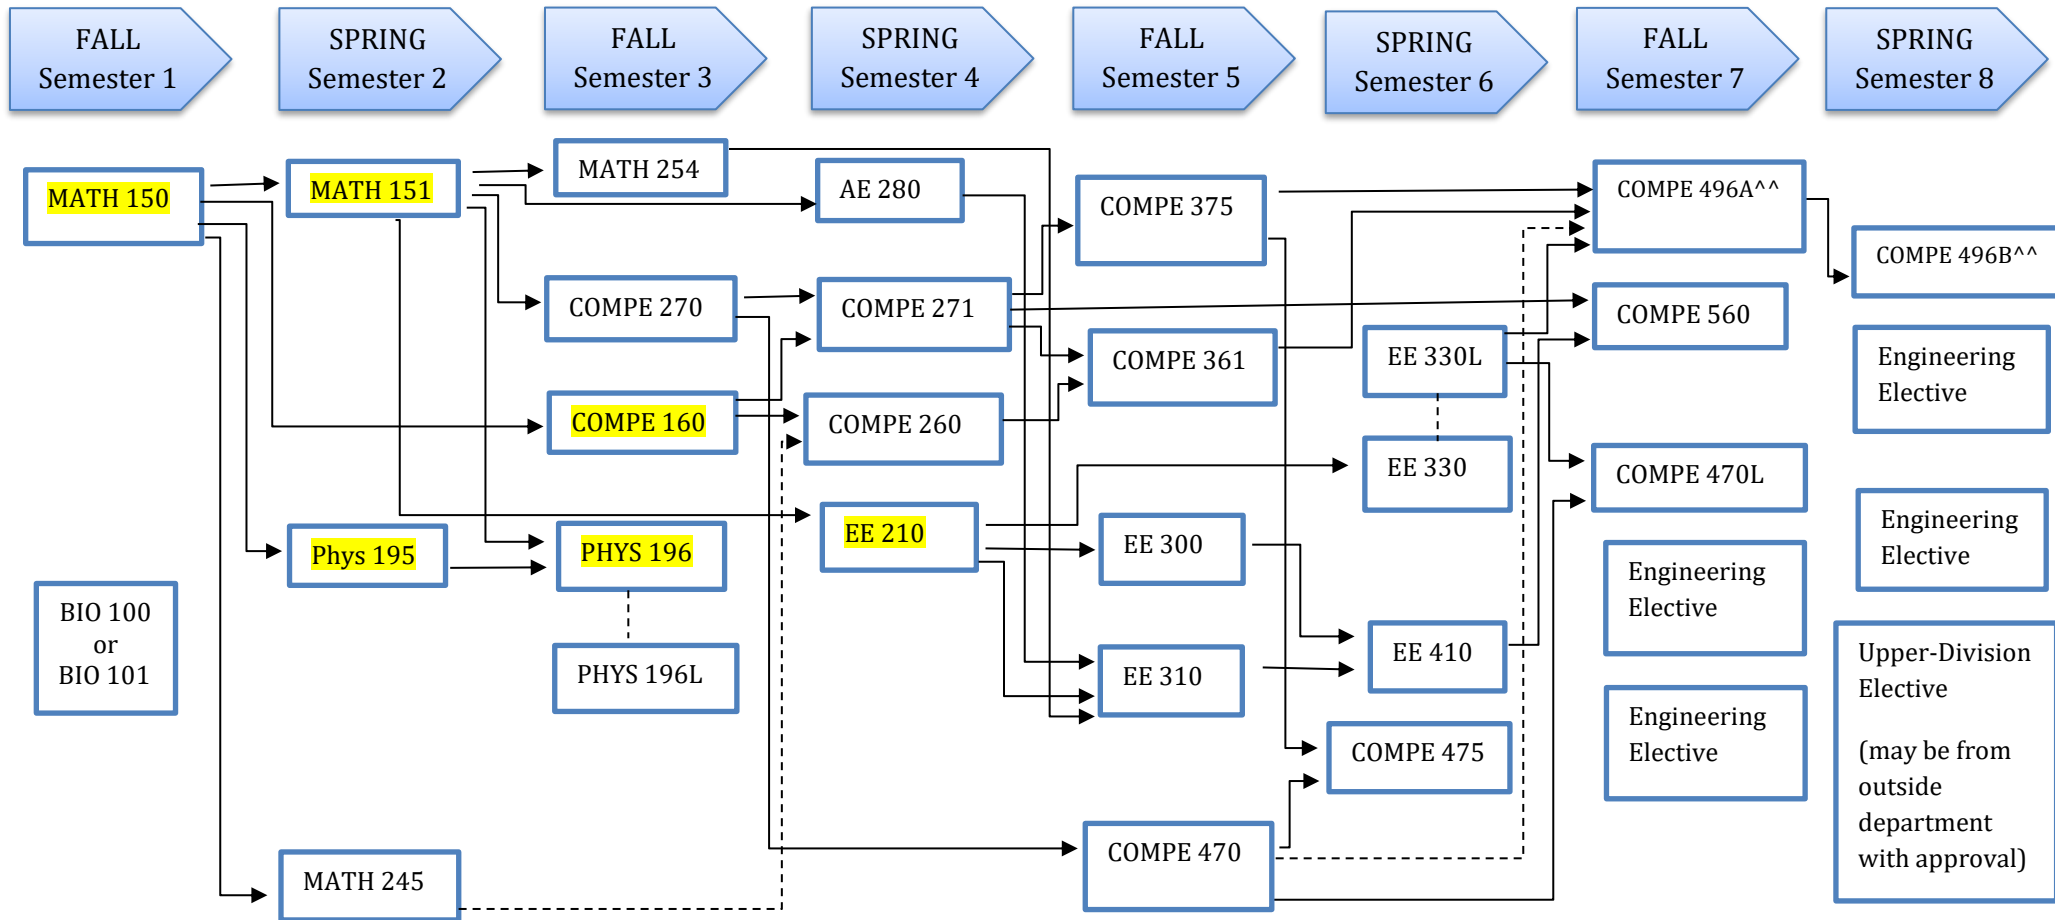 FALL
Semester 1
SPRING
Semester 2
FALL
Semester 3
SPRING
Semester 4
FALL
Semester 5
SPRING
Semester 6
FALL
Semester 7
SPRING
Semester 8
MATH 150
BIO 100
or
BIO 101
MATH 151
Phys 195
MATH 245
MATH 254
COMPE 270
COMPE 160
PHYS 196
PHYS 196L
AE 280
COMPE 271
COMPE 260
EE 210
COMPE 375
COMPE 361
EE 300
EE 310
COMPE 470
EE 330L
EE 330
EE 410
COMPE 475
COMPE 496A^^
COMPE 560
COMPE 470L
Engineering
Elective
Engineering
Elective
COMPE 496B^^
Engineering
Elective
Engineering
Elective
Upper-Division
Elective
(may be from
outside
department
with approval)